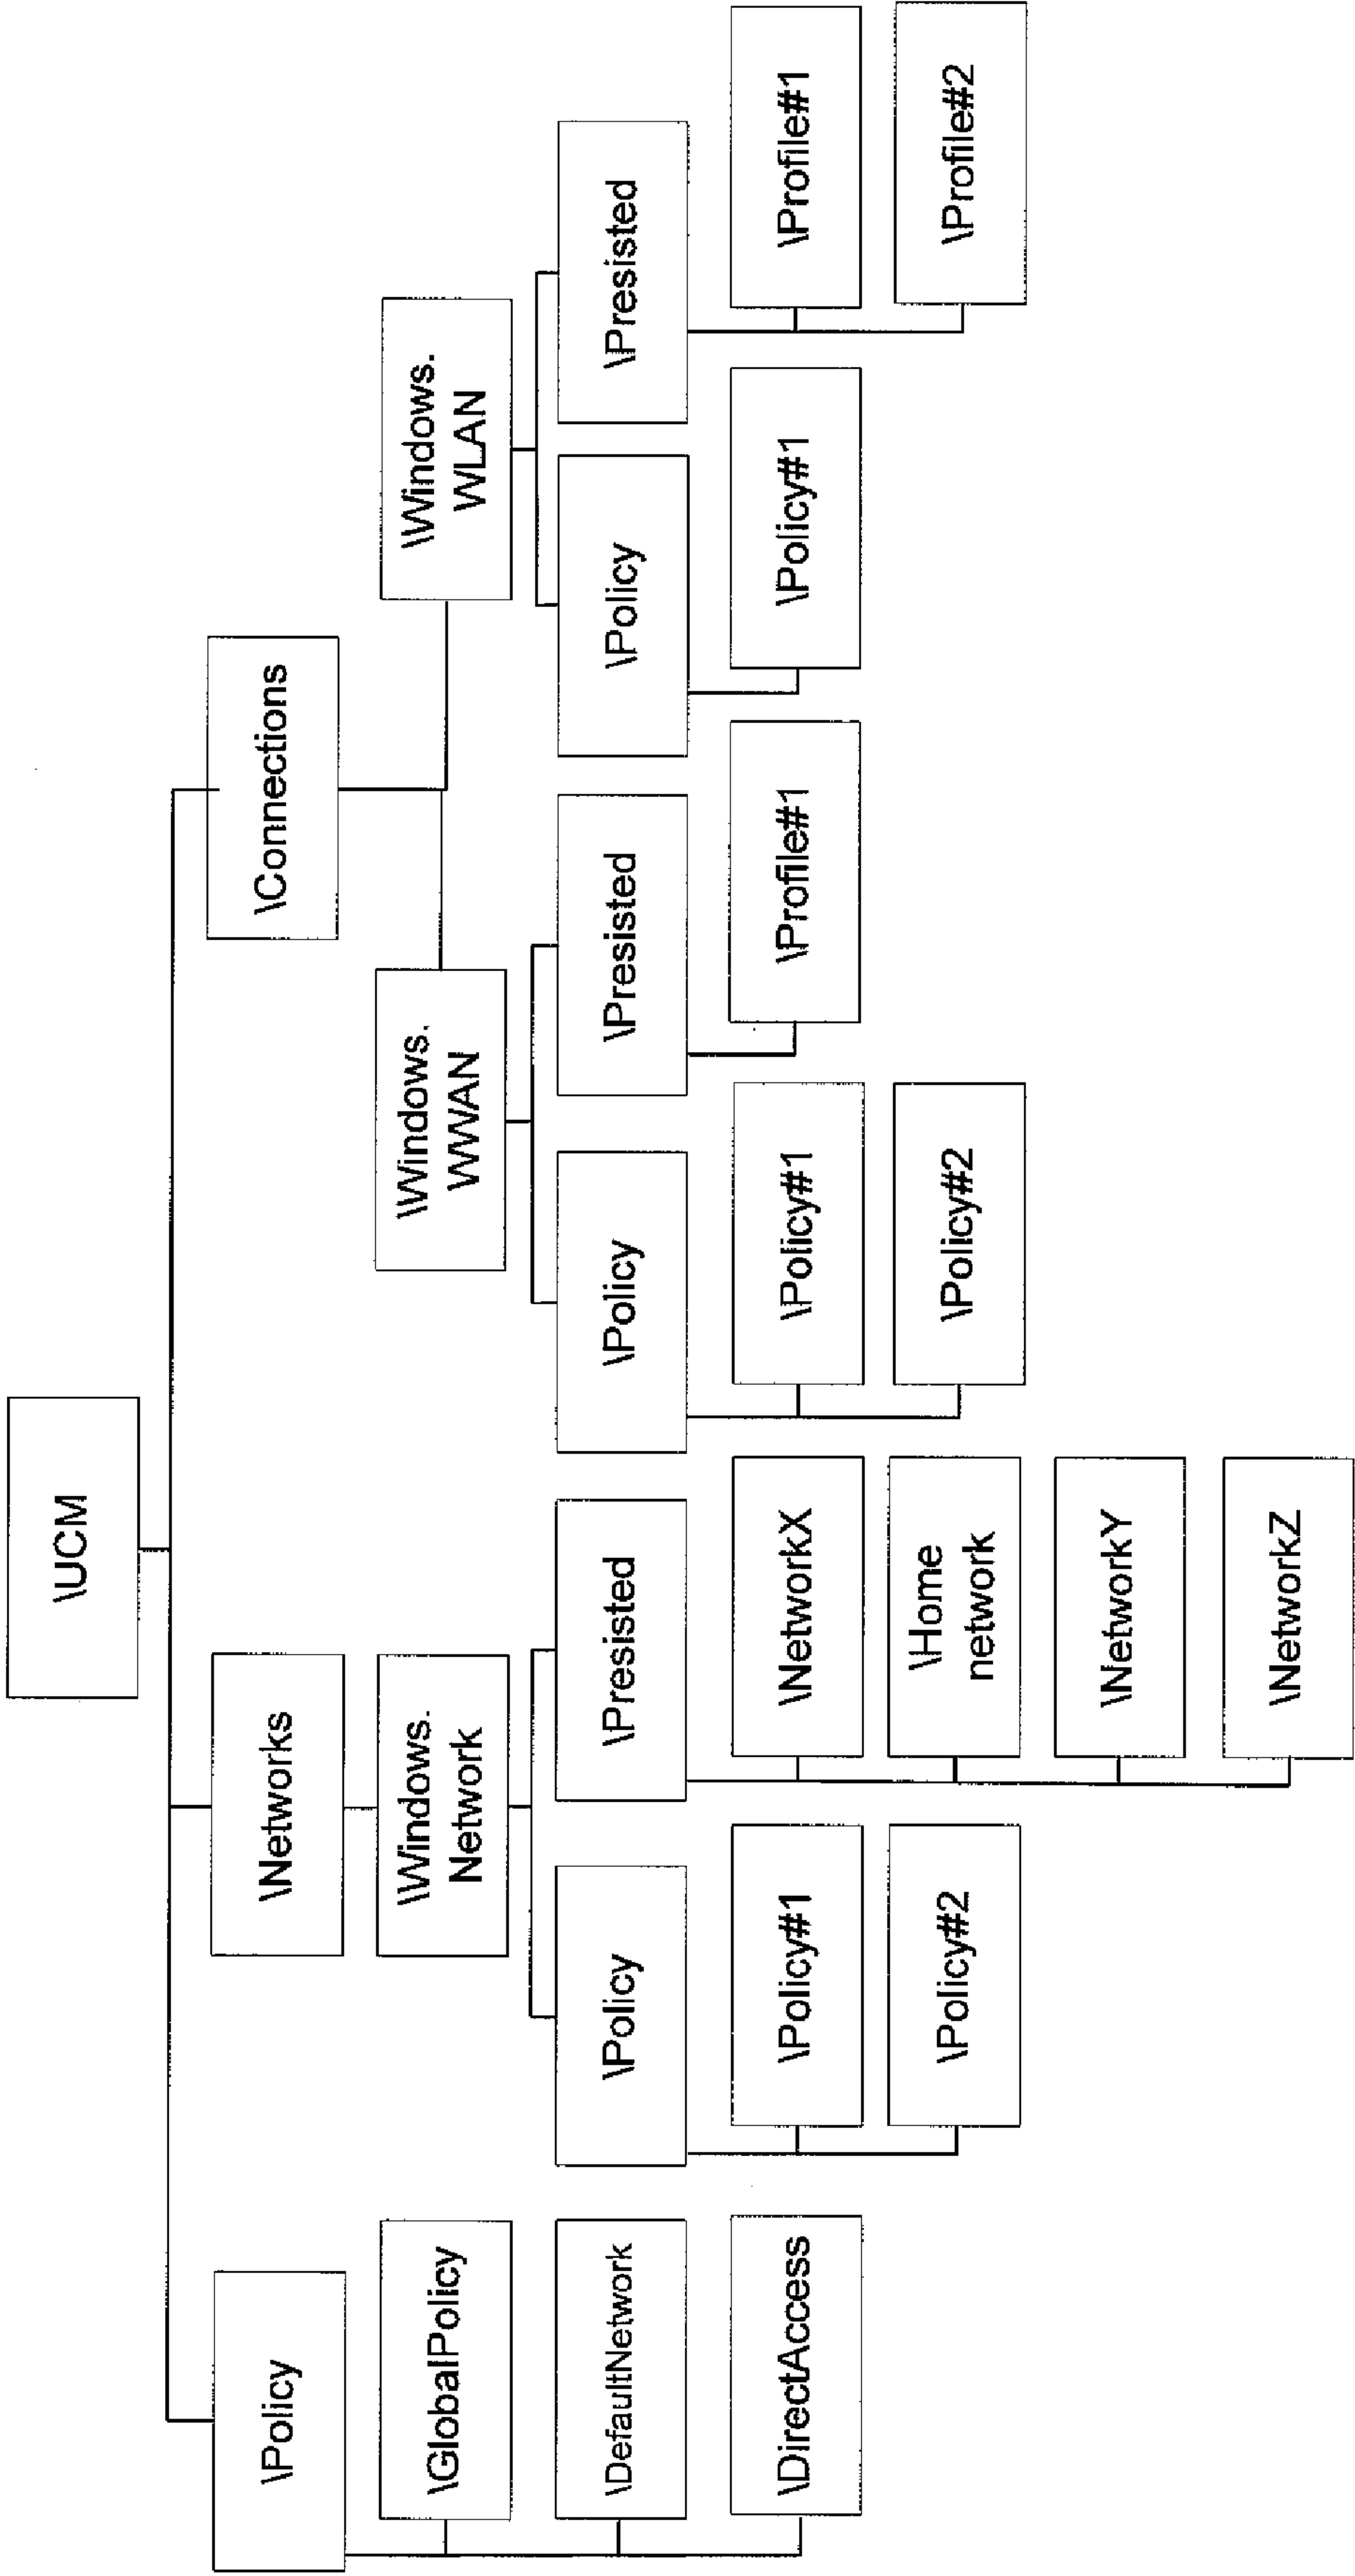 \UCM
\Policy
\Networks
\Connections
\GlobalPolicy
\Windows.
Network
\Windows.
WWAN
\Windows.
WLAN
\DefaultNetwork
\Policy
\Presisted
\Policy
\Presisted
\Policy
\Presisted
\DirectAccess
\Policy#1
\NetworkX
\Policy#1
\Profile#1
\Policy#1
\Profile#1
\Policy#2
\Home
network
\Policy#2
\Profile#2
\NetworkY
\NetworkZ